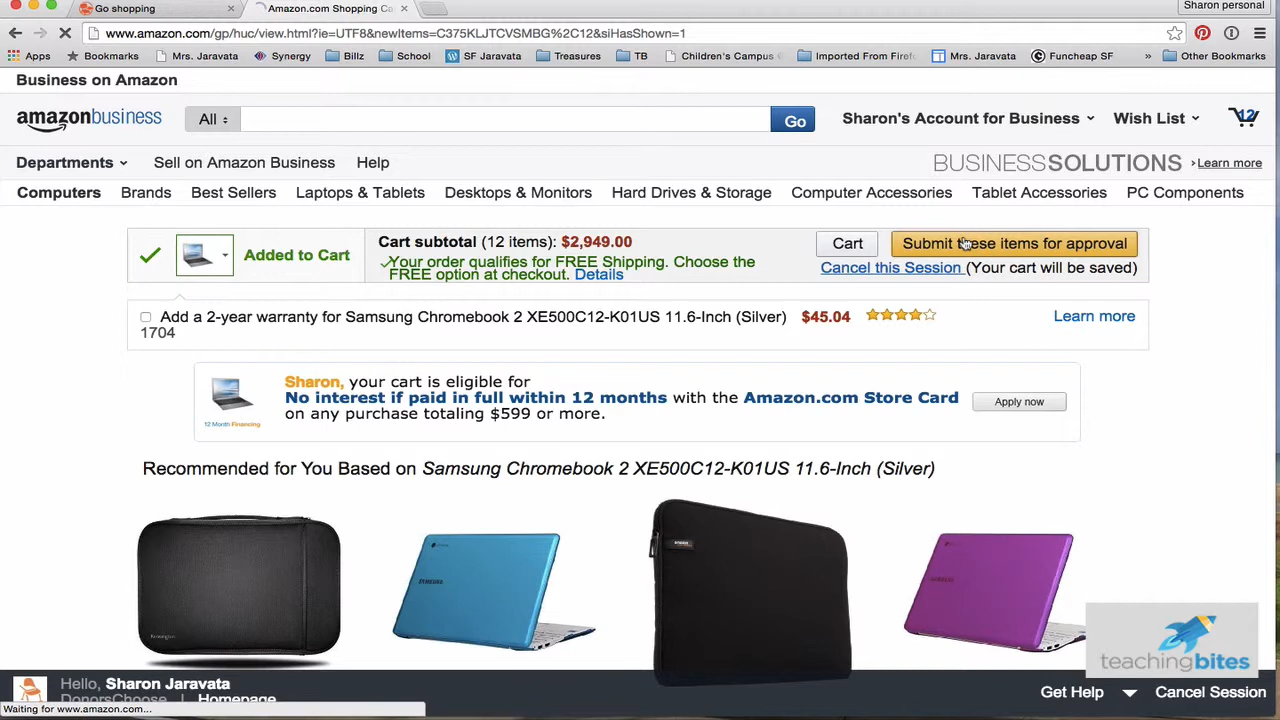 Go shopping
Amazon.com Shopping Ca
Sharon personal
www.amazon.com/gp/huc/view.html?ie=UTF8&newItems=C375KLJTCVSMBG%2C12&siHasShown=1
Apps Bookmarks Mrs. Jaravata Synergy Billz School SF Jaravata Treasures TB Children's Campus Imported From Firefo Mrs. Jaravata Funcheap SF » Other Bookmarks
Business on Amazon
amazonbusiness All Go Sharon's Account for Business Wish List 12
Departments Sell on Amazon Business Help BUSINESSSOLUTIONS ›Learn more
Computers Brands Best Sellers Laptops & Tablets Desktops & Monitors Hard Drives & Storage Computer Accessories Tablet Accessories PC Components
Added to Cart
Cart subtotal (12 items): $2,949.00
Your order qualifies for FREE Shipping. Choose the
FREE option at checkout. Details
Cart Submit these items for approval
Cancel this Session (Your cart will be saved)
Add a 2-year warranty for Samsung Chromebook 2 XE500C12-K01US 11.6-Inch (Silver) $45.04 Learn more
1704
Sharon, your cart is eligible for
No interest if paid in full within 12 months with the Amazon.com Store Card
on any purchase totaling $599 or more.
Apply now
12 Month Financing
Recommended for You Based on Samsung Chromebook 2 XE500C12-K01US 11.6-Inch (Silver)
Kensington
SAMSUNG
SAMSUNG
teachingbites
Hello, Sharon Jaravata
DonorsChoose | Homepage
Get Help Cancel Session
Waiting for www.amazon.com...